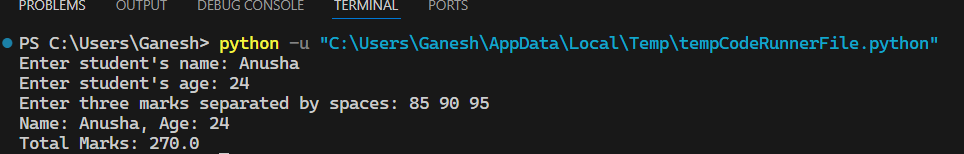 PROBLEMS OUTPUT DEBUG CONSOLE TERMINAL PORTS
PS C:\Users\Ganesh> python -u "C:\Users\Ganesh\AppData\Local\Temp\tempCodeRunnerFile.python"
Enter student's name: Anusha
Enter student's age: 24
Enter three marks separated by spaces: 85 90 95
Name: Anusha, Age: 24
Total Marks: 270.0